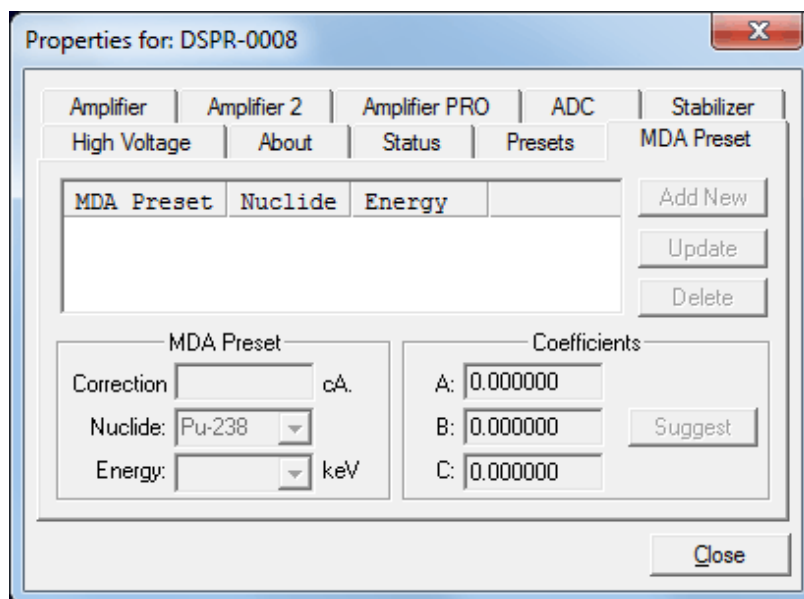 Properties for: DSPR-0008
Amplifier Amplifier 2 Amplifier PRO ADC Stabilizer
High Voltage About Status Presets MDA Preset
MDA Preset Nuclide Energy
Add New
Update
Delete
MDA Preset
Correction cA.
Nuclide: Pu-238
Energy: keV
Coefficients
A: 0.000000
B: 0.000000
C: 0.000000
Suggest
Close